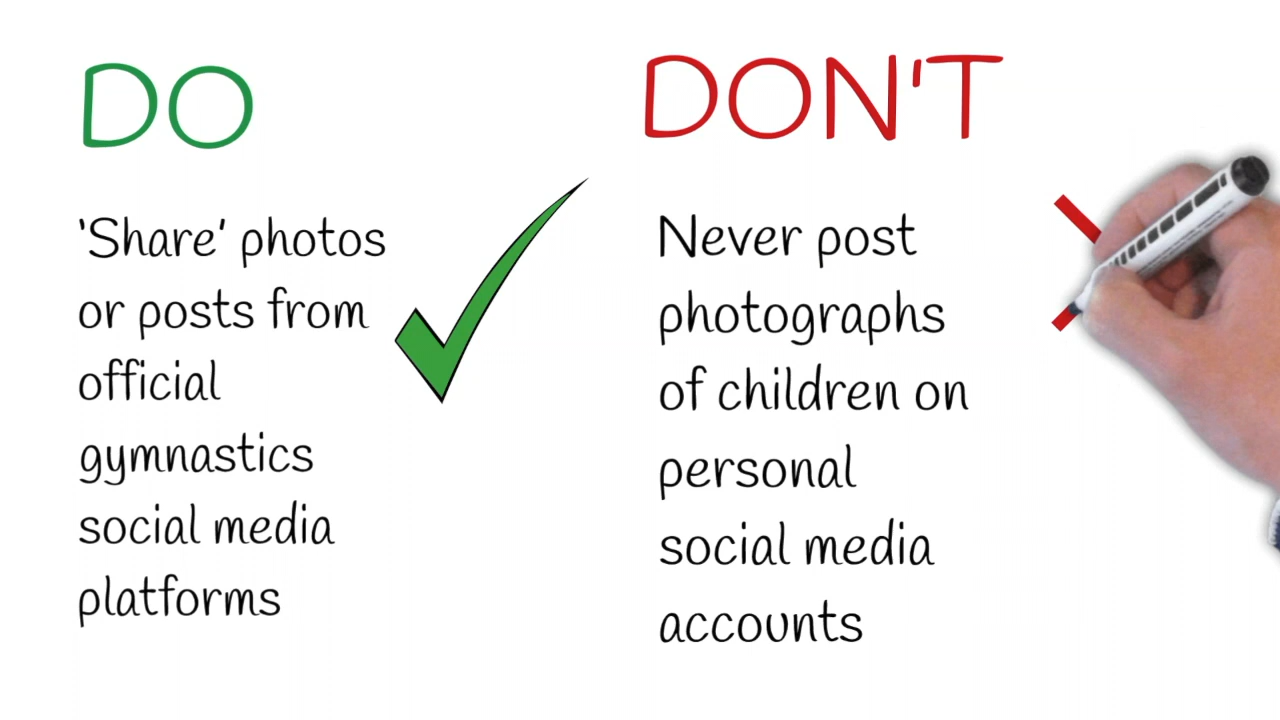 DO
'Share' photos
or posts from
official
gymnastics
social media
platforms
DON'T
Never post
photographs
of children on
personal
social media
accounts